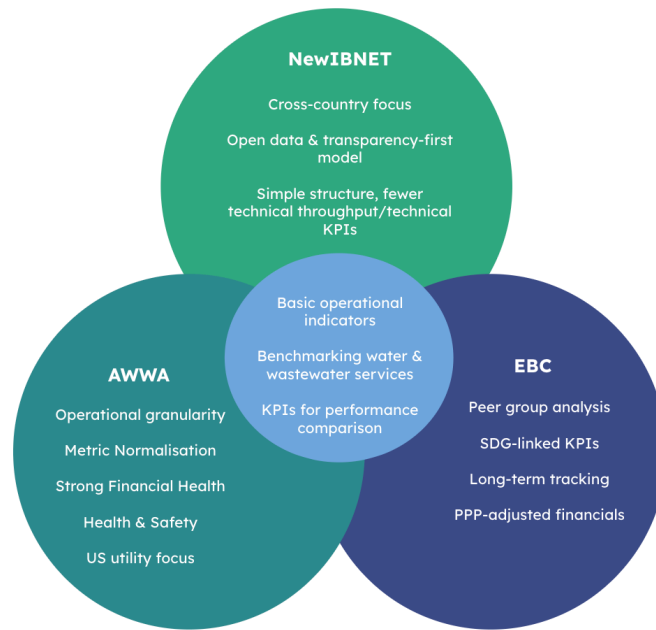 NewIBNET
Cross-country focus
Open data & transparency-first
model
Simple structure, fewer
technical throughput/technical
KPIs
Basic operational
indicators
Benchmarking water &
wastewater services
KPIs for performance
comparison
AWWA
Operational granularity
Metric Normalisation
Strong Financial Health
Health & Safety
US utility focus
EBC
Peer group analysis
SDG-linked KPIs
Long-term tracking
PPP-adjusted financials